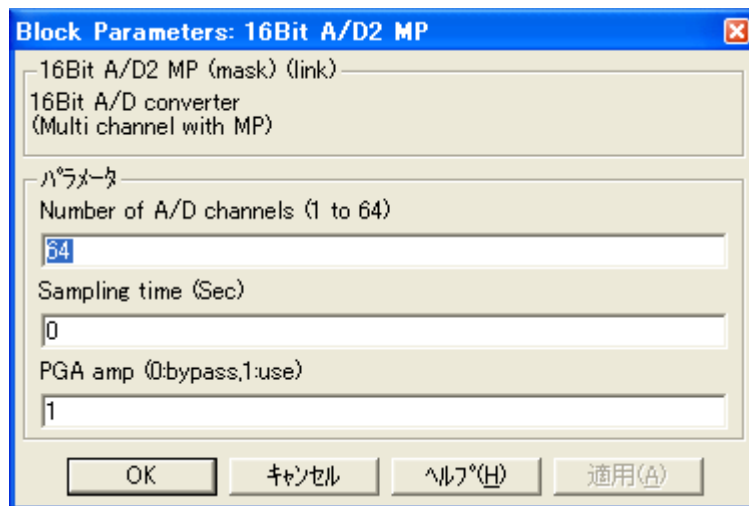 Block Parameters: 16Bit A/D2 MP
16Bit A/D2 MP (mask) (link)
16Bit A/D converter
(Multi channel with MP)
パラメータ
Number of A/D channels (1 to 64)
64
Sampling time (Sec)
0
PGA amp (0:bypass,1:use)
1
OK キャンセル ヘルプ(H) 適用(A)